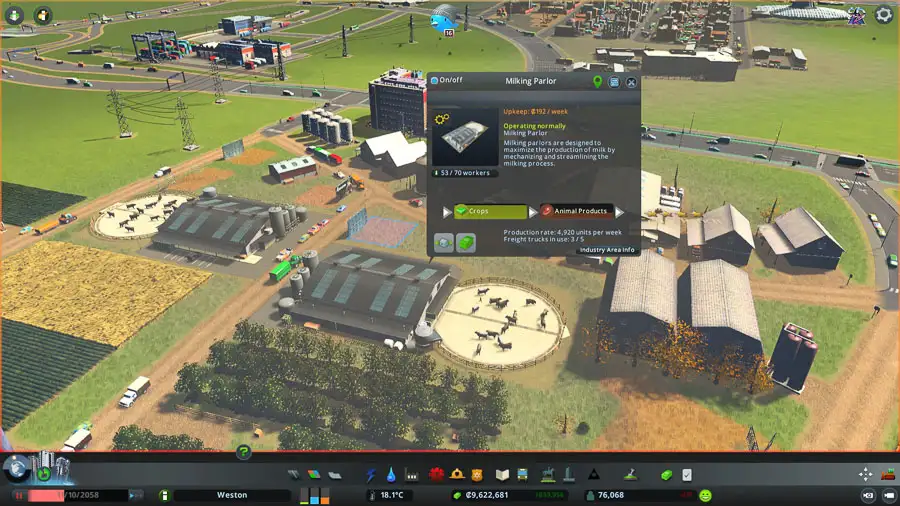 16
On/off
Milking Parlor
Upkeep: ₡192 / week
Operating normally
Milking Parlor
Milking parlors are designed to
maximize the production of milk by
mechanizing and streamlining the
milking process.
53 / 70 workers
Crops
Animal Products
Production rate: 4,920 units per week
Freight trucks in use: 3 / 5
Industry Area Info
?
/10/2058
Weston
18.1°C
₡9,622,681
76,068